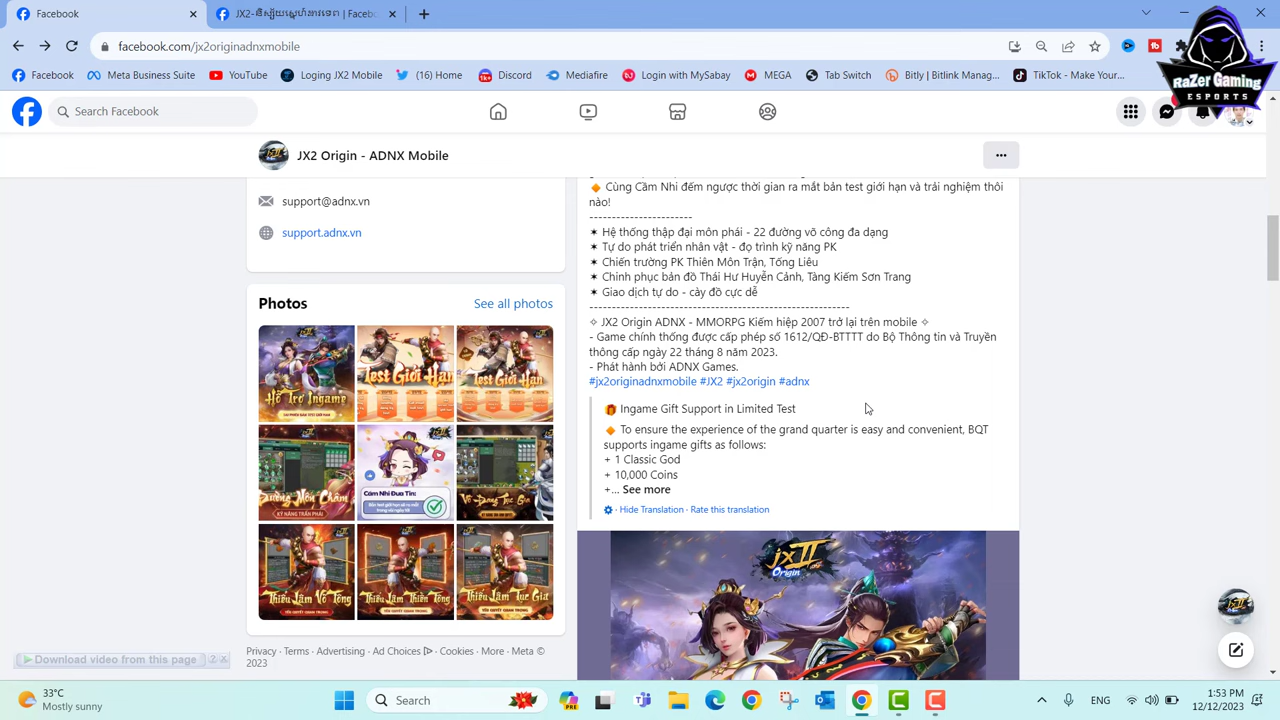 Facebook
JX2 Origin - ADNX Mobile | Faceb
RaZer Gaming
ESPORTS
facebook.com/jx2originadnxmobile
Facebook
Meta Business Suite
YouTube
Loging JX2 Mobile
(16) Home
Discord
Mediafire
Login with MySabay
MEGA
Tab Switch
Bitly | Bitlink Manag...
TikTok - Make Your...
Search Facebook
JX2 Origin - ADNX Mobile
support@adnx.vn
support.adnx.vn
Photos
See all photos
Hỗ Trợ Ingame
Test Giới Hạn
Test Giới Hạn
Đường Môn Châm
KỸ NĂNG TRẤN PHÁI
Cầm Nhi Đưa Tin:
Võ Đang Tục Gia
Thiếu Lâm Võ Tông
Thiếu Lâm Thiền Tông
Thiếu Lâm Tục Gia
Privacy · Terms · Advertising · Ad Choices · Cookies · More · Meta ©
2023
Download video from this page
? x
🔸 Cùng Cầm Nhi đếm ngược thời gian ra mắt bản test giới hạn và trải nghiệm thôi
nào!
-----------------------
✶ Hệ thống thập đại môn phái - 22 đường võ công đa dạng
✶ Tự do phát triển nhân vật - đọ trình kỹ năng PK
✶ Chiến trường PK Thiên Môn Trận, Tống Liêu
✶ Chinh phục bản đồ Thái Hư Huyễn Cảnh, Tàng Kiếm Sơn Trang
✶ Giao dịch tự do - cày đồ cực dễ
----------------------------------------------------------
✧ JX2 Origin ADNX - MMORPG Kiếm hiệp 2007 trở lại trên mobile ✧
- Game chính thống được cấp phép số 1612/QĐ-BTTTT do Bộ Thông tin và Truyền
thông cấp ngày 22 tháng 8 năm 2023.
- Phát hành bởi ADNX Games.
#jx2originadnxmobile #JX2 #jx2origin #adnx
🎁 Ingame Gift Support in Limited Test
🔸 To ensure the experience of the grand quarter is easy and convenient, BQT
supports ingame gifts as follows:
+ 1 Classic God
+ 10,000 Coins
+... See more
· Hide Translation · Rate this translation
JX II
Origin
33°C
Mostly sunny
Search
PRE
ENG
1:53 PM
12/12/2023